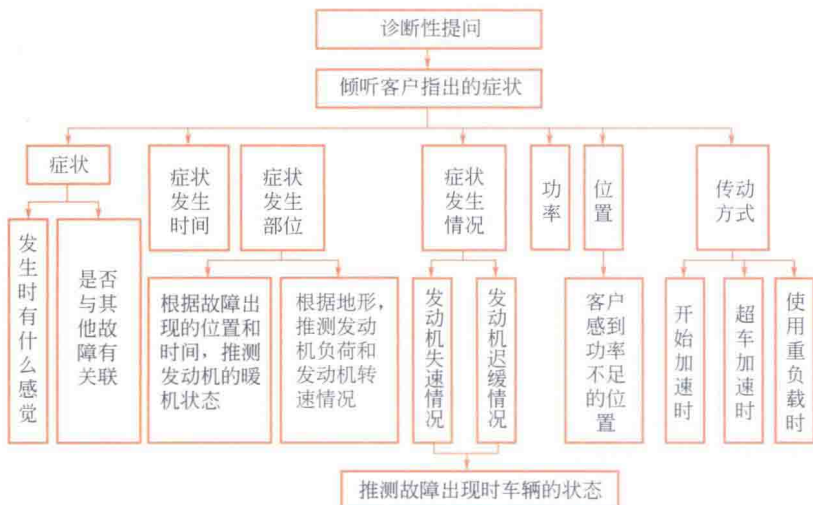 诊断性提问
倾听客户指出的症状
症状
症状
发生
时间
症状
发生
部位
症状
发生
情况
功
率
位
置
传动
方式
发生时有什么感觉
是否
与其
他故
障有
关联
根据故障出
现的位置和
时间，推测
发动机的暖
机状态
根据地形，
推测发动
机负荷和
发动机转
速情况
发动机失速情况
发动机迟缓情况
客户
感到
功率
不足
的位
置
开始加速时
超车加速时
使用重负载时
推测故障出现时车辆的状态